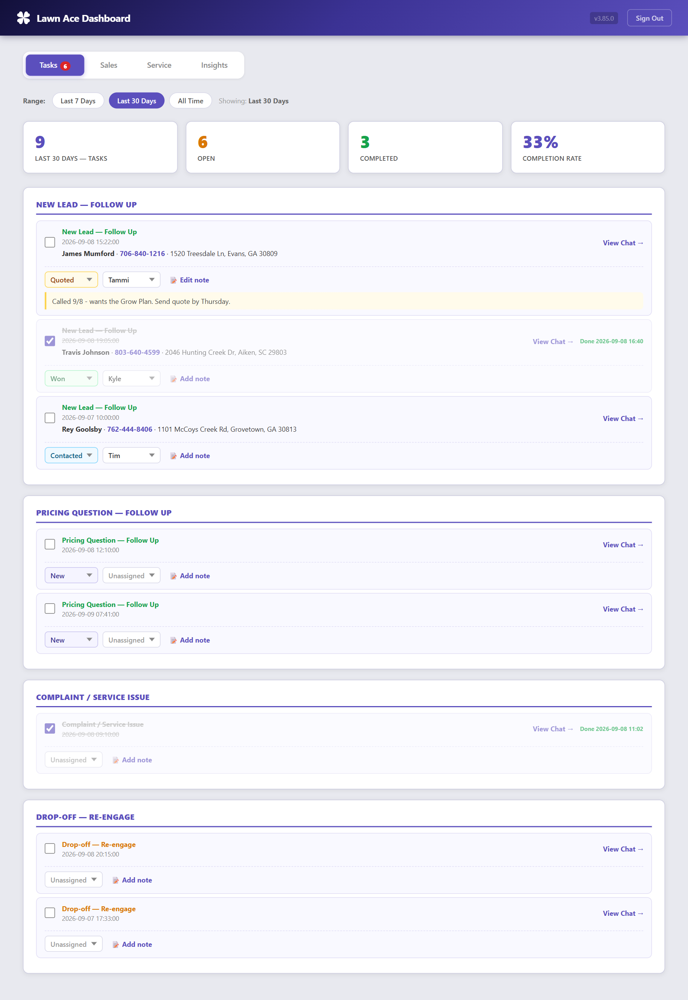 Lawn Ace Dashboard
v3.85.0
Sign Out
Tasks 6
Sales
Service
Insights
Range:
Last 7 Days
Last 30 Days
All Time
Showing: Last 30 Days
9
LAST 30 DAYS — TASKS
6
OPEN
3
COMPLETED
33%
COMPLETION RATE
NEW LEAD — FOLLOW UP
New Lead — Follow Up
2026-09-08 15:22:00
James Mumford · 706-840-1216 · 1520 Treesdale Ln, Evans, GA 30809
View Chat →
Quoted
Tammi
Edit note
Called 9/8 - wants the Grow Plan. Send quote by Thursday.
New Lead — Follow Up
2026-09-08 19:05:00
Travis Johnson · 803-640-4599 · 2046 Hunting Creek Dr, Aiken, SC 29803
View Chat →
Done 2026-09-08 16:40
Won
Kyle
Add note
New Lead — Follow Up
2026-09-07 10:00:00
Rey Goolsby · 762-444-8406 · 1101 McCoys Creek Rd, Grovetown, GA 30813
View Chat →
Contacted
Tim
Add note
PRICING QUESTION — FOLLOW UP
Pricing Question — Follow Up
2026-09-08 12:10:00
View Chat →
New
Unassigned
Add note
Pricing Question — Follow Up
2026-09-09 07:41:00
View Chat →
New
Unassigned
Add note
COMPLAINT / SERVICE ISSUE
Complaint / Service Issue
2026-09-08 09:10:00
View Chat →
Done 2026-09-08 11:02
Unassigned
Add note
DROP-OFF — RE-ENGAGE
Drop-off — Re-engage
2026-09-08 20:15:00
View Chat →
Unassigned
Add note
Drop-off — Re-engage
2026-09-07 17:33:00
View Chat →
Unassigned
Add note